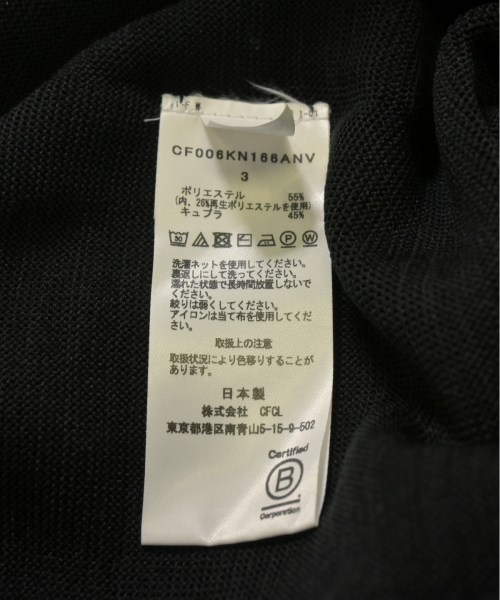 CF006KN166ANV
3
ポリエステル 55%
(内、26%再生ポリエステルを使用)
キュプラ 45%
30 P W
洗濯ネットを使用してください。
裏返しにして洗ってください。
濡れた状態で長時間放置しないで
ください。
絞りは弱くしてください。
アイロンは当て布を使用してください。
取扱上の注意
取扱状況により色移りすることが
あります。
日本製
株式会社 CFCL
東京都港区南青山5-15-9-502
Certified
B
Corporation